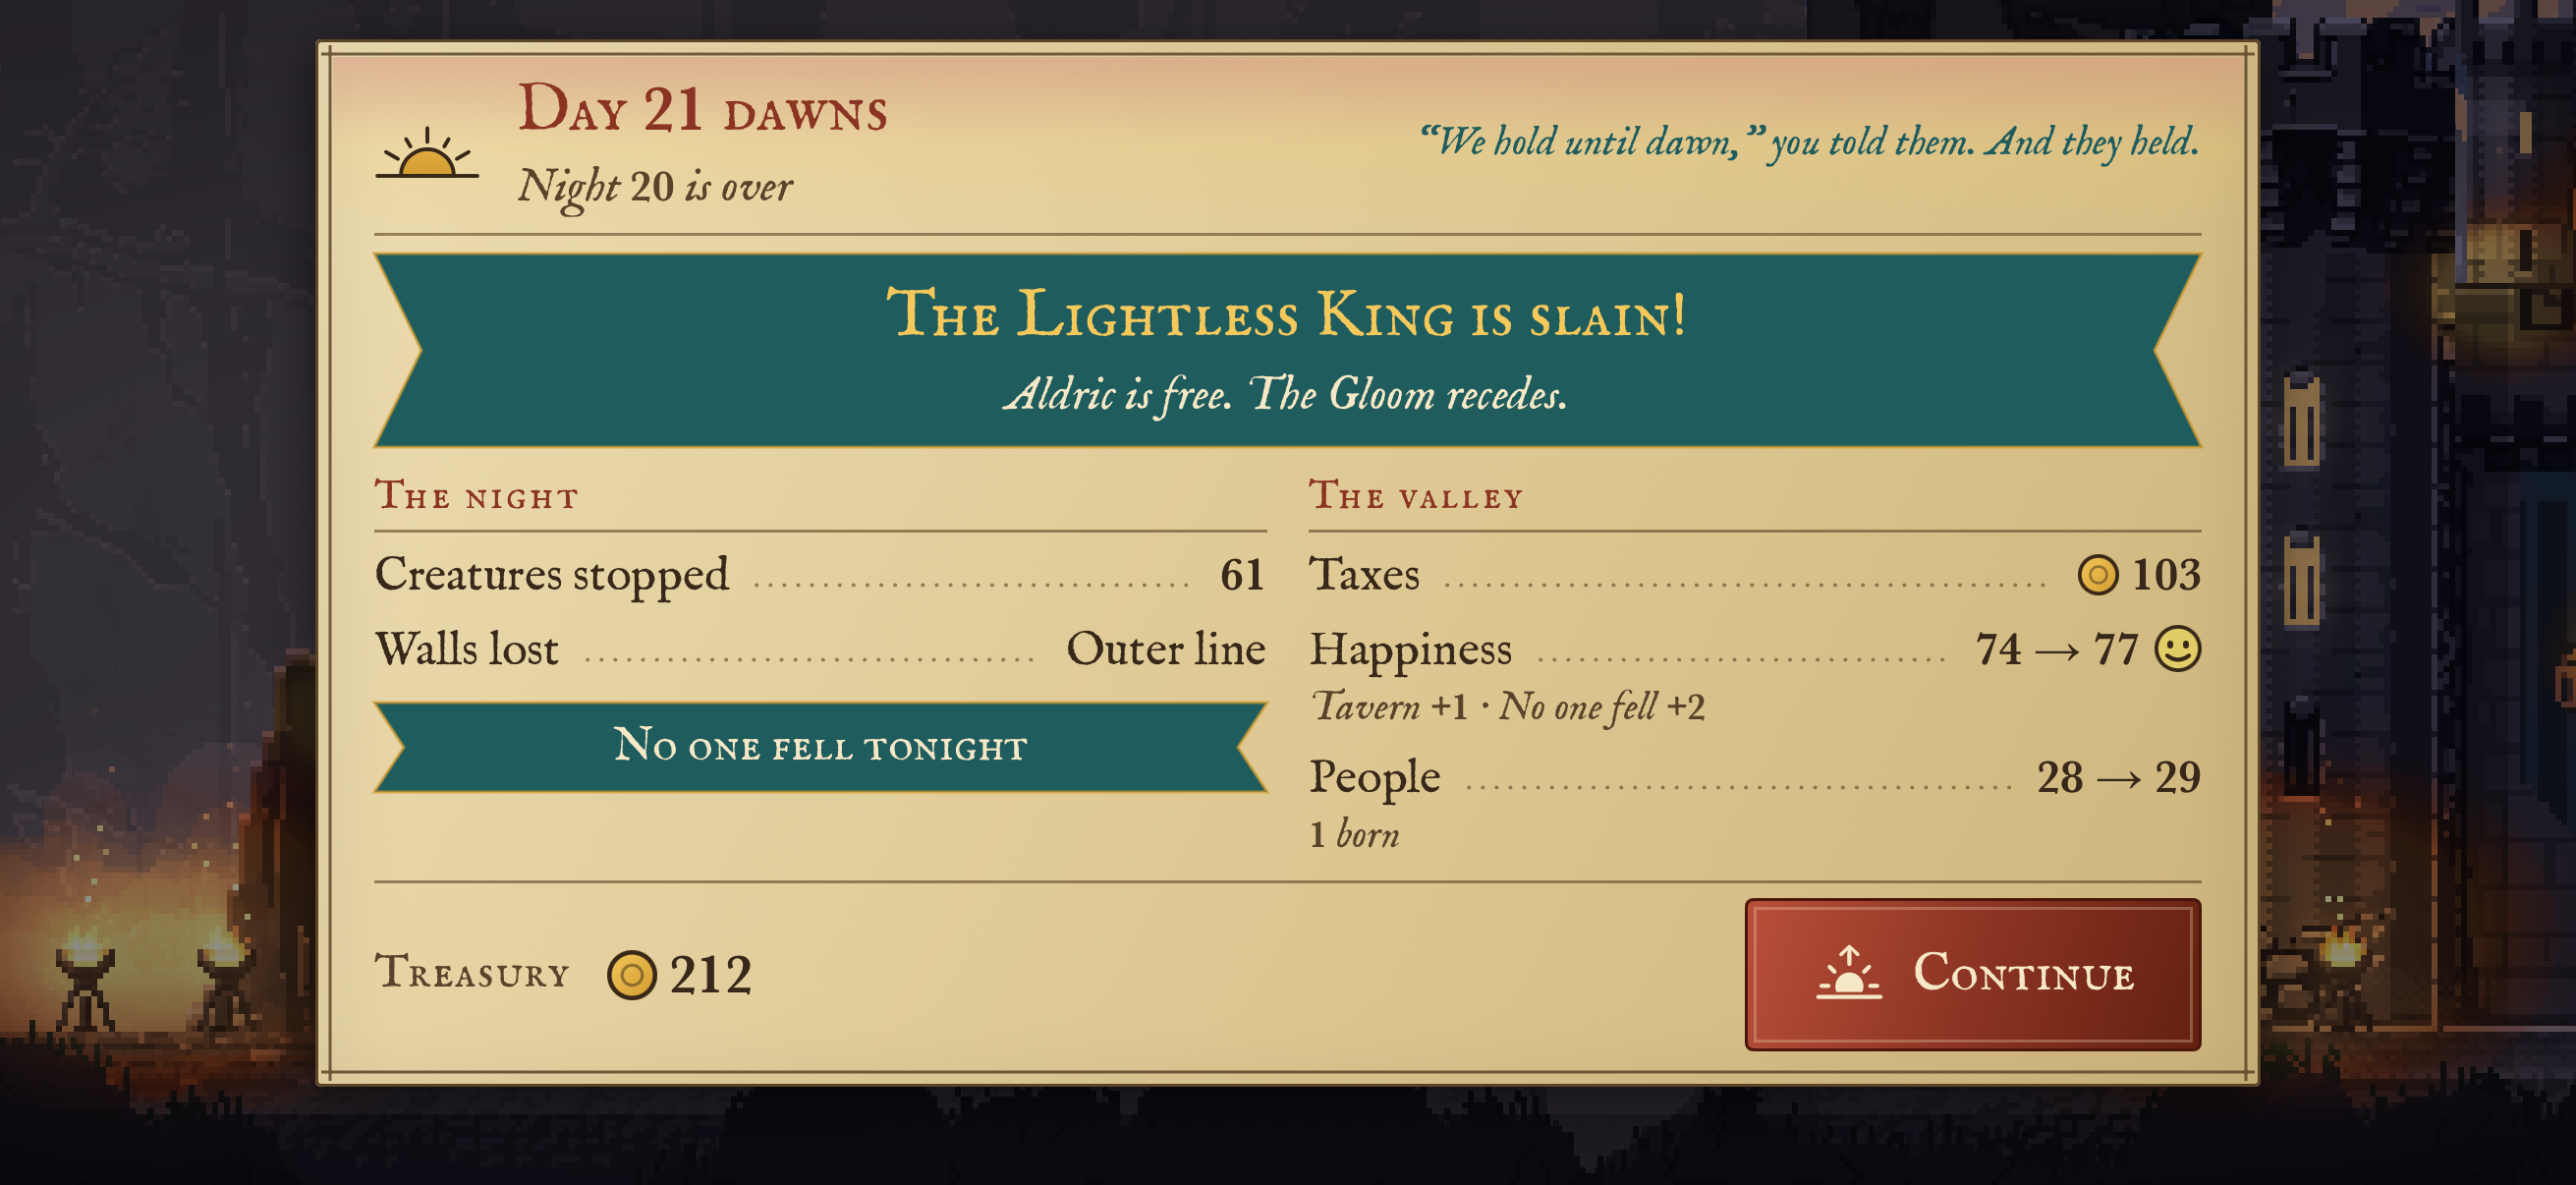 Day 21 dawns
Night 20 is over
“We hold until dawn,” you told them. And they held.
The Lightless King is slain!
Aldric is free. The Gloom recedes.
The night
Creatures stopped 61
Walls lost Outer line
No one fell tonight
The valley
Taxes 103
Happiness 74 → 77
Tavern +1 · No one fell +2
People 28 → 29
1 born
Treasury 212
Continue